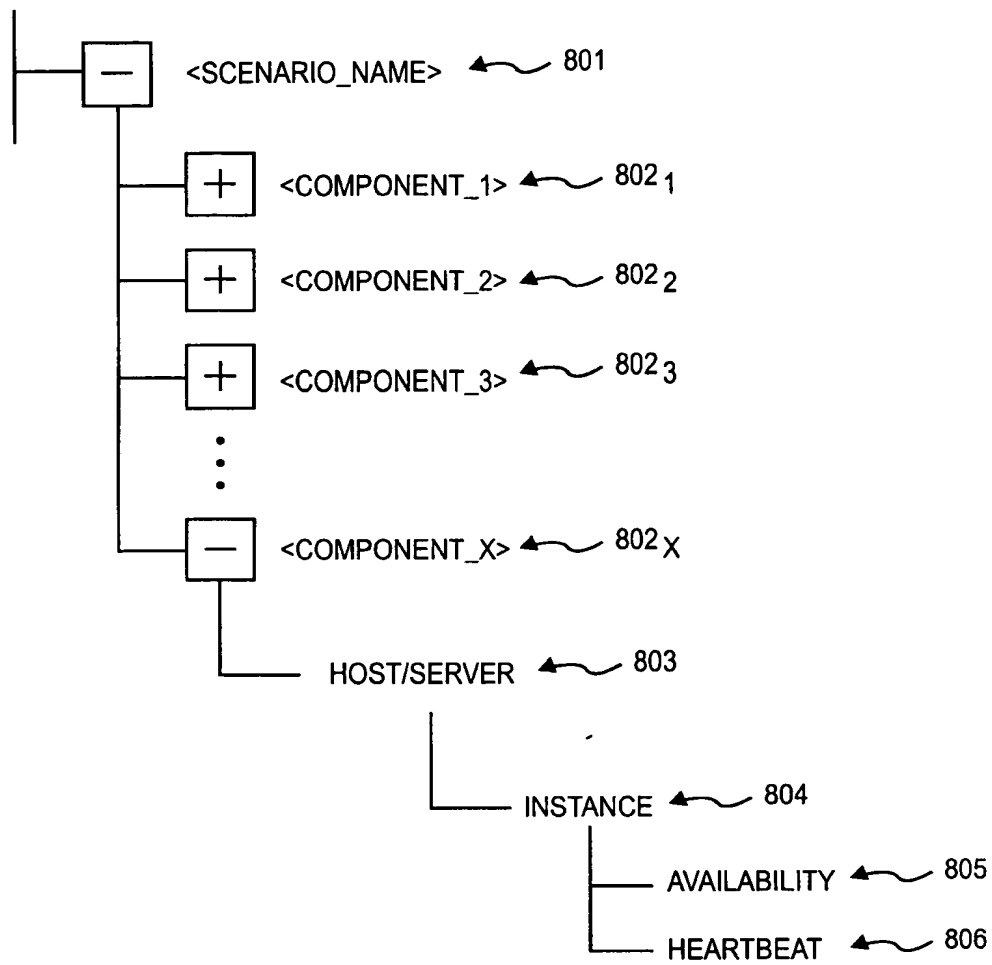 <SCENARIO_NAME> 801
<COMPONENT_1> 802 1
<COMPONENT_2> 802 2
<COMPONENT_3> 802 3
<COMPONENT_X> 802 X
HOST/SERVER 803
INSTANCE 804
AVAILABILITY 805
HEARTBEAT 806